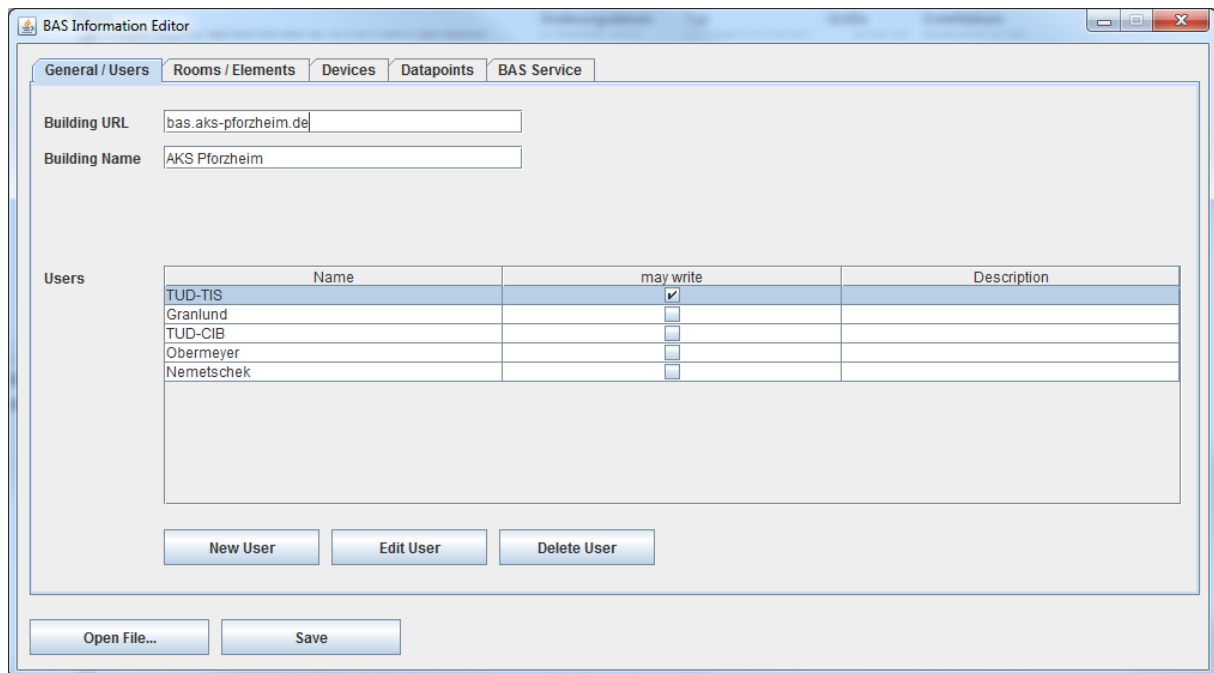 BAS Information Editor
General / Users Rooms / Elements Devices Datapoints BAS Service
Building URL bas.aks-pforzheim.de
Building Name AKS Pforzheim
Users Name may write Description
TUD-TIS
Granlund
TUD-CIB
Obermeyer
Nemetschek
New User Edit User Delete User
Open File... Save